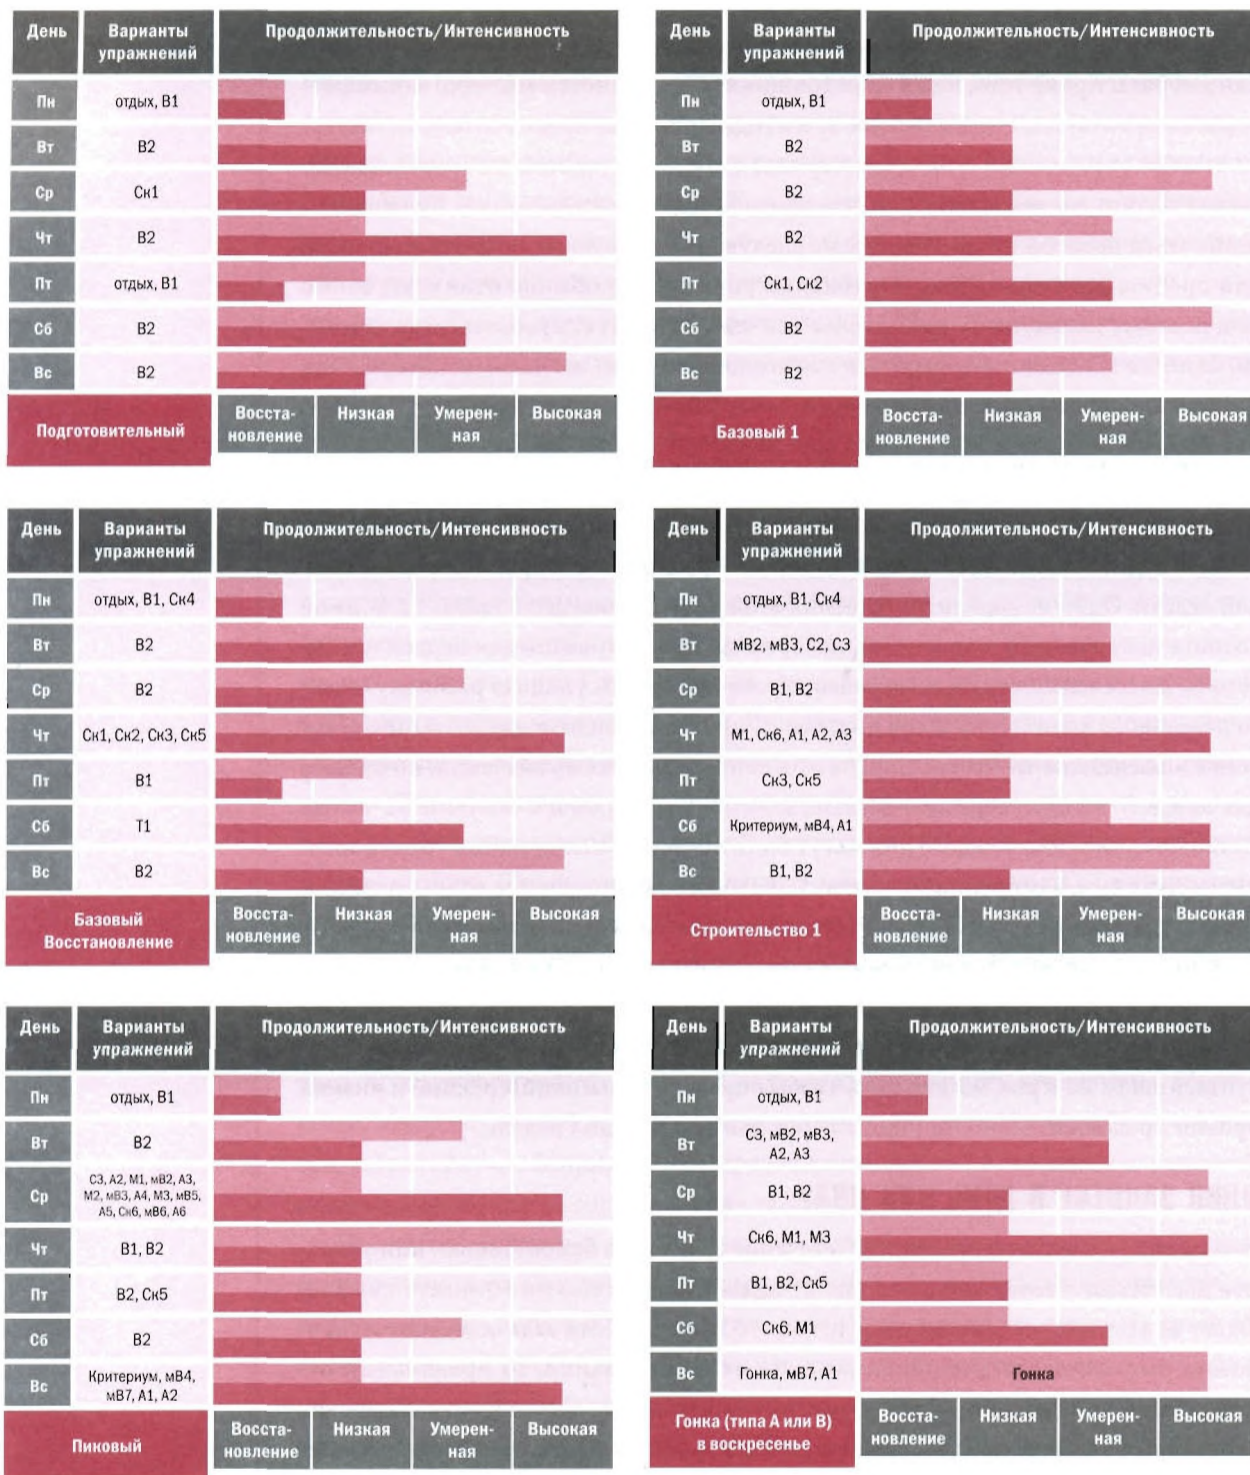 День
Варианты
упражнений
Продолжительность/Интенсивность
Пн
отдых, В1
Вт
В2
Ср
Ск1
Чт
В2
Пт
отдых, В1
Сб
В2
Вс
В2
Подготовительный
Восста-
новление
Низкая
Умерен-
ная
Высокая
День
Варианты
упражнений
Продолжительность/Интенсивность
Пн
отдых, В1
Вт
В2
Ср
В2
Чт
В2
Пт
Ск1, Ск2
Сб
В2
Вс
В2
Базовый 1
Восста-
новление
Низкая
Умерен-
ная
Высокая
День
Варианты
упражнений
Продолжительность/Интенсивность
Пн
отдых, В1, Ск4
Вт
В2
Ср
В2
Чт
Ск1, Ск2, Ск3, Ск5
Пт
В1
Сб
Т1
Вс
В2
Базовый
Восстановление
Восста-
новление
Низкая
Умерен-
ная
Высокая
День
Варианты
упражнений
Продолжительность/Интенсивность
Пн
отдых, В1, Ск4
Вт
мВ2, мВ3, С2, С3
Ср
В1, В2
Чт
М1, Ск6, А1, А2, А3
Пт
Ск3, Ск5
Сб
Критериум, мВ4, А1
Вс
В1, В2
Строительство 1
Восста-
новление
Низкая
Умерен-
ная
Высокая
День
Варианты
упражнений
Продолжительность/Интенсивность
Пн
отдых, В1
Вт
В2
Ср
С3, А2, М1, мВ2, А3,
М2, мВ3, А4, М3, мВ5,
А5, Ск6, мВ6, А6
Чт
В1, В2
Пт
В2, Ск5
Сб
В2
Вс
Критериум, мВ4,
мВ7, А1, А2
Пиковый
Восста-
новление
Низкая
Умерен-
ная
Высокая
День
Варианты
упражнений
Продолжительность/Интенсивность
Пн
отдых, В1
Вт
С3, мВ2, мВ3,
А2, А3
Ср
В1, В2
Чт
Ск6, М1, М3
Пт
В1, В2, Ск5
Сб
Ск6, М1
Вс
Гонка, мВ7, А1
Гонка
Гонка (типа А или В)
в воскресенье
Восста-
новление
Низкая
Умерен-
ная
Высокая